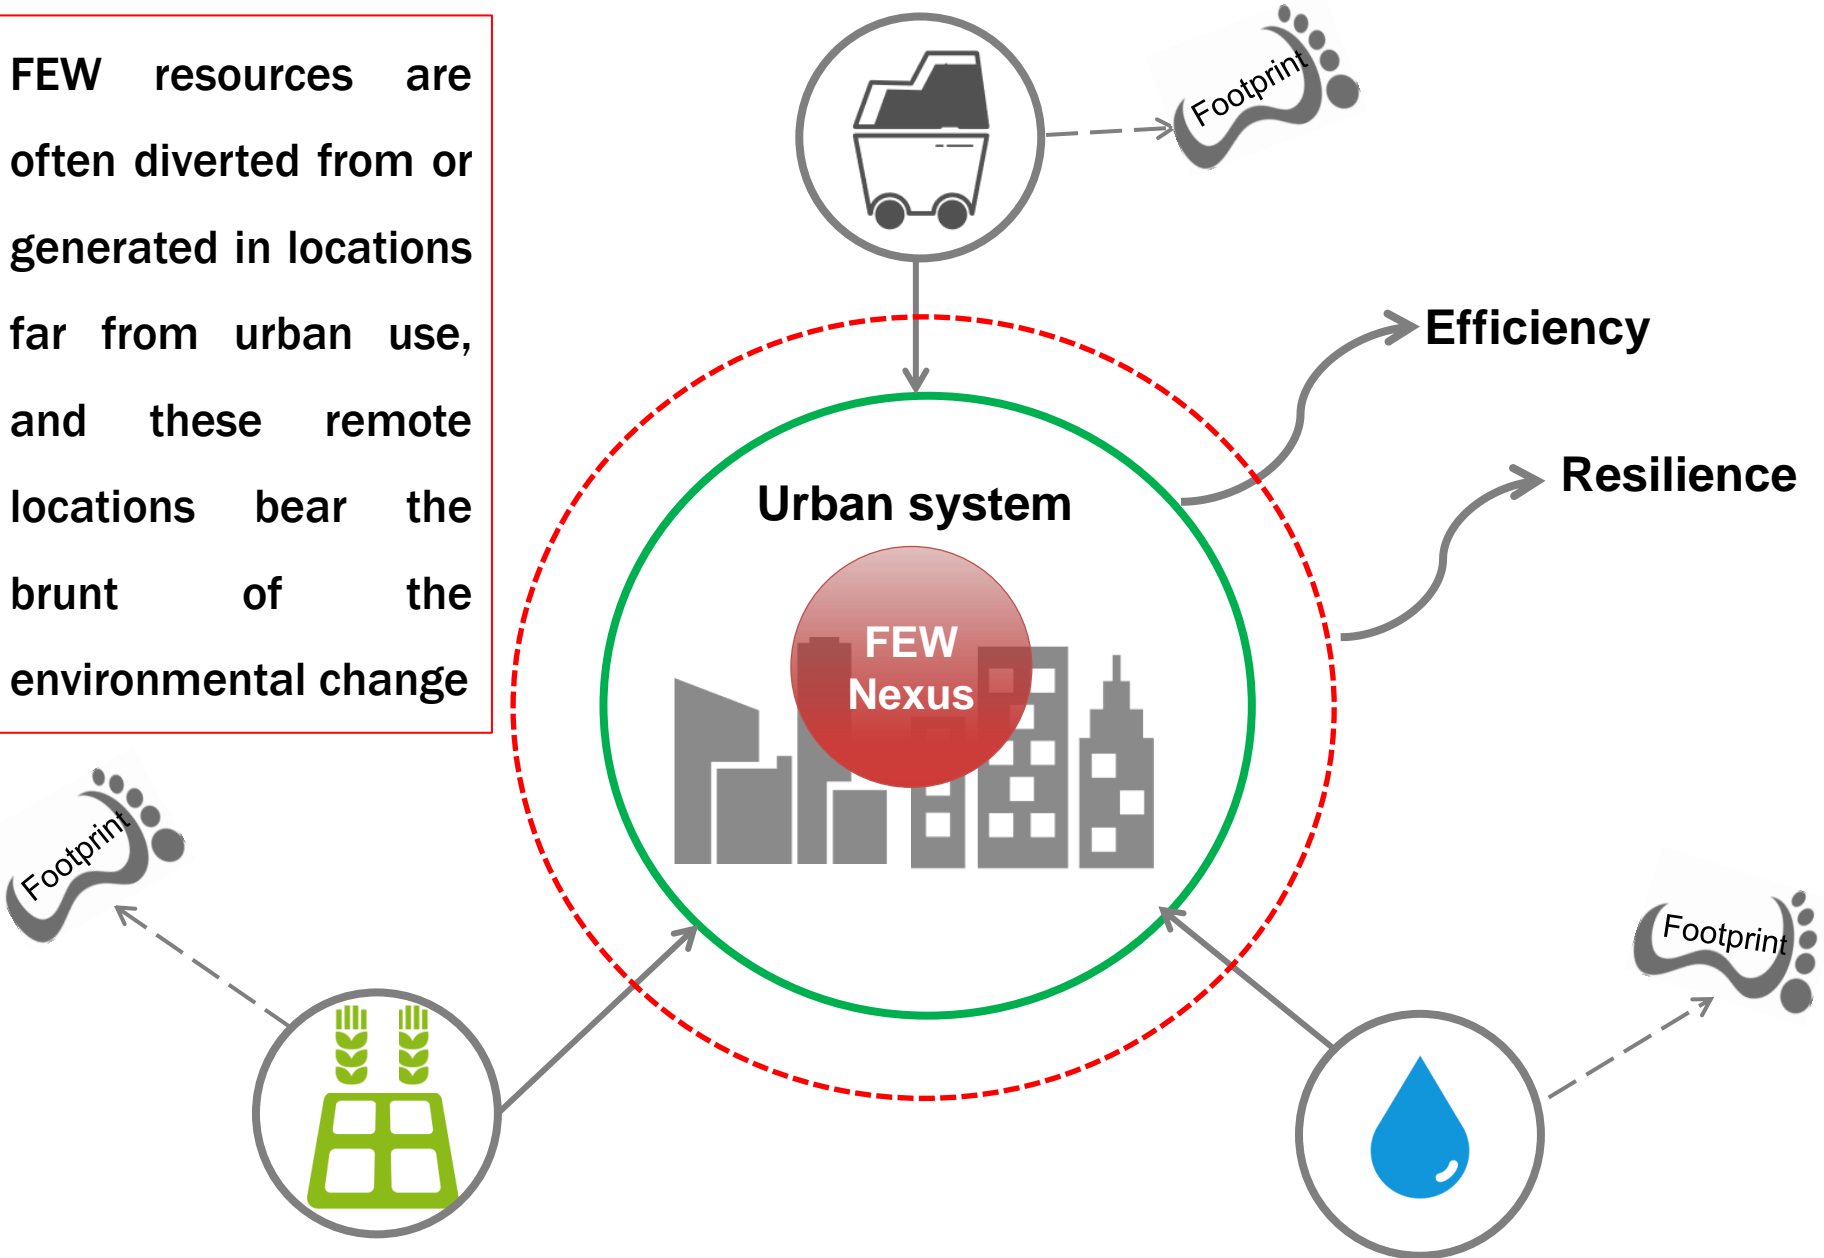 FEW resources are
often diverted from or
generated in locations
far from urban use,
and these remote
locations bear the
brunt of the
environmental change
Footprint
Efficiency
Resilience
Urban system
FEW
Nexus
Footprint
Footprint